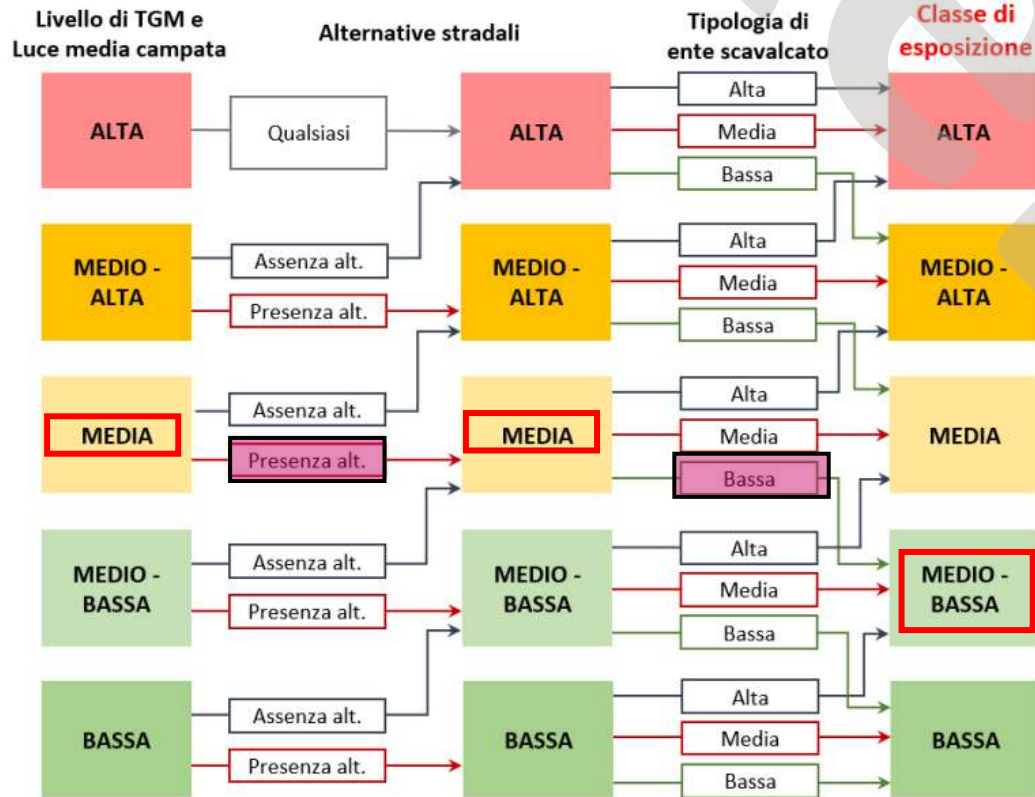 Livello di TGM e
Luce media campata
Alternative stradali
Tipologia di
ente scavalcato
Classe di
esposizione
ALTA
Qualsiasi
ALTA
Alta
Media
Bassa
ALTA
MEDIO -
ALTA
Assenza alt.
Presenza alt.
MEDIO -
ALTA
Alta
Media
Bassa
MEDIO -
ALTA
MEDIA
Assenza alt.
Presenza alt.
MEDIA
Alta
Media
Bassa
MEDIA
MEDIO -
BASSA
Assenza alt.
Presenza alt.
MEDIO -
BASSA
Alta
Media
Bassa
MEDIO -
BASSA
BASSA
Assenza alt.
Presenza alt.
BASSA
Alta
Media
Bassa
BASSA